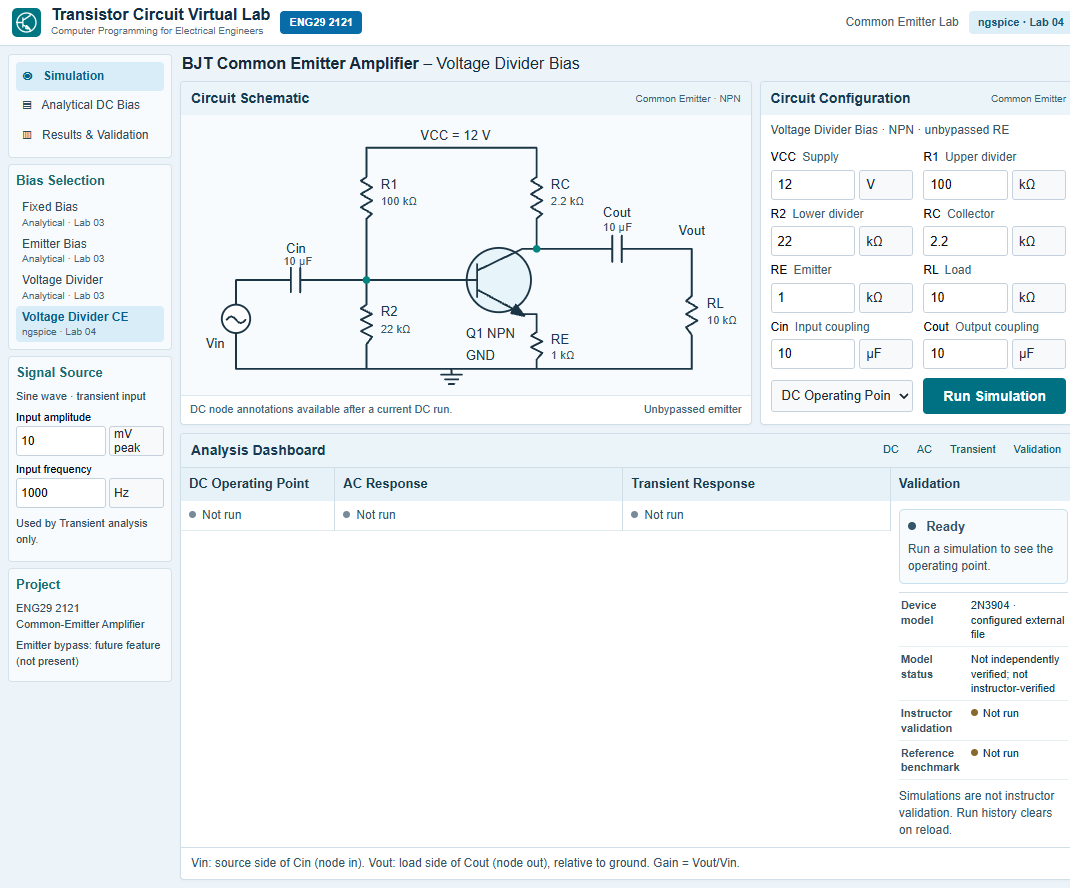 Transistor Circuit Virtual Lab
Computer Programming for Electrical Engineers
ENG29 2121
Common Emitter Lab
ngspice · Lab 04
Simulation
Analytical DC Bias
Results & Validation
Bias Selection
Fixed Bias
Analytical · Lab 03
Emitter Bias
Analytical · Lab 03
Voltage Divider
Analytical · Lab 03
Voltage Divider CE
ngspice · Lab 04
Signal Source
Sine wave · transient input
Input amplitude
10
mV
peak
Input frequency
1000
Hz
Used by Transient analysis
only.
Project
ENG29 2121
Common-Emitter Amplifier
Emitter bypass: future feature
(not present)
BJT Common Emitter Amplifier – Voltage Divider Bias
Circuit Schematic
Common Emitter · NPN
VCC = 12 V
R1
100 kΩ
RC
2.2 kΩ
Cout
10 µF
Vout
Cin
10 µF
R2
22 kΩ
RL
10 kΩ
Vin
Q1 NPN
GND
RE
1 kΩ
DC node annotations available after a current DC run.
Unbypassed emitter
Circuit Configuration
Common Emitter
Voltage Divider Bias · NPN · unbypassed RE
VCC Supply
R1 Upper divider
12
V
100
kΩ
R2 Lower divider
RC Collector
22
kΩ
2.2
kΩ
RE Emitter
RL Load
1
kΩ
10
kΩ
Cin Input coupling
Cout Output coupling
10
µF
10
µF
DC Operating Poin
Run Simulation
Analysis Dashboard
DC
AC
Transient
Validation
DC Operating Point
AC Response
Transient Response
Validation
Not run
Not run
Not run
Ready
Run a simulation to see the
operating point.
Device
model
2N3904 ·
configured external
file
Model
status
Not independently
verified; not
instructor-verified
Instructor
validation
Not run
Reference
benchmark
Not run
Simulations are not instructor
validation. Run history clears
on reload.
Vin: source side of Cin (node in). Vout: load side of Cout (node out), relative to ground. Gain = Vout/Vin.